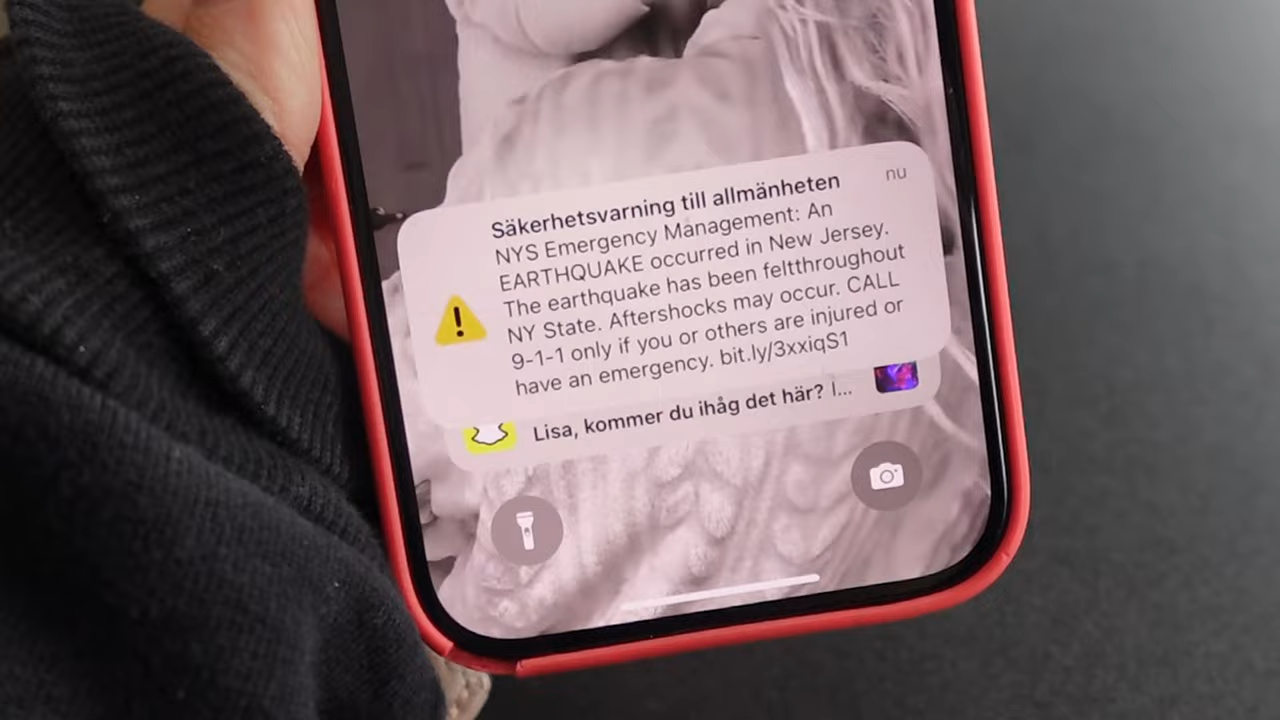 Säkerhetsvarning till allmänheten
nu
NYS Emergency Management: An
EARTHQUAKE occurred in New Jersey.
The earthquake has been feltthroughout
NY State. Aftershocks may occur. CALL
9-1-1 only if you or others are injured or
have an emergency. bit.ly/3xxiqS1
Lisa, kommer du ihåg det här? I...